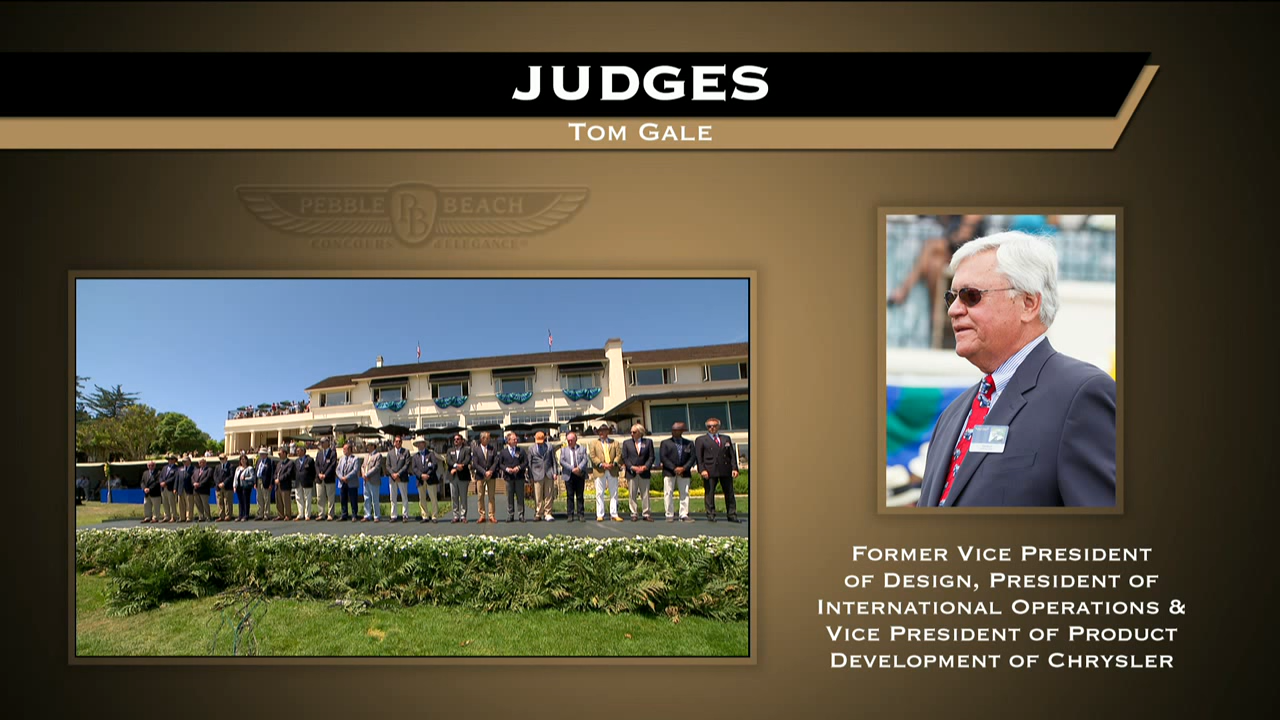 JUDGES
TOM GALE
PEBBLE PB BEACH
CONCOURS d'ELEGANCE®
FORMER VICE PRESIDENT
OF DESIGN, PRESIDENT OF
INTERNATIONAL OPERATIONS &
VICE PRESIDENT OF PRODUCT
DEVELOPMENT OF CHRYSLER